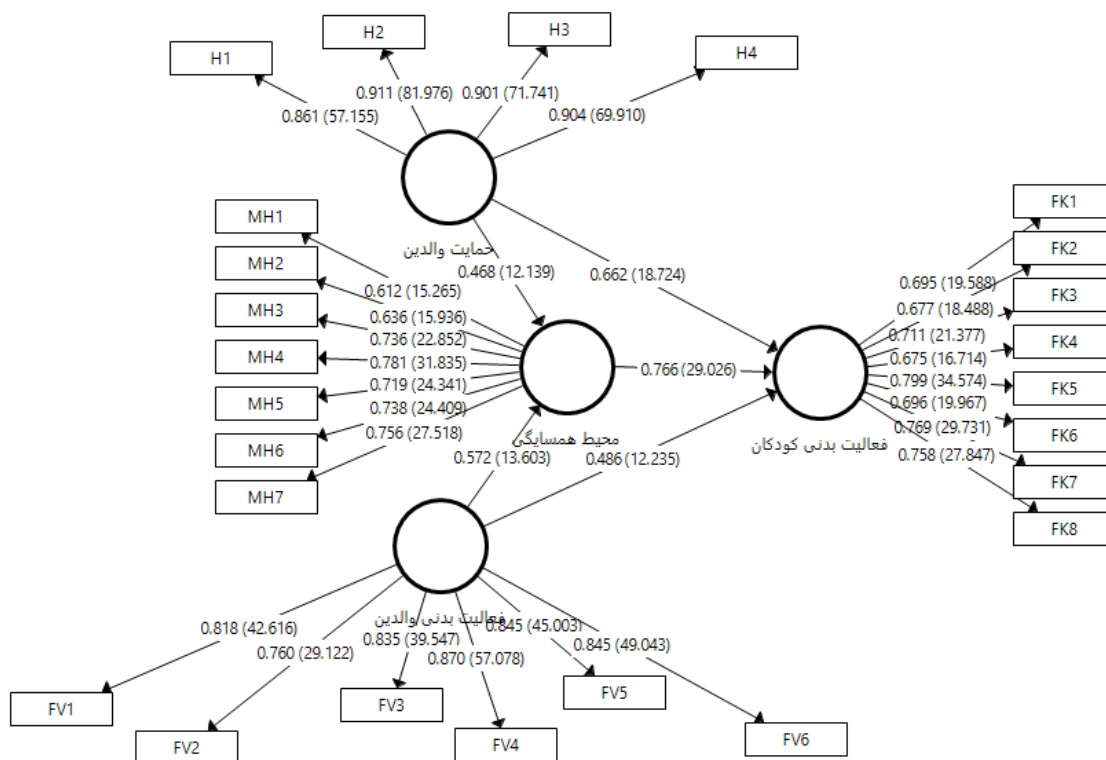 H1
H2
H3
H4
0.861 (57.155)
0.911 (81.976)
0.901 (71.741)
0.904 (69.910)
حمایت والدین
0.468 (12.139)
0.662 (18.724)
MH1
MH2
MH3
MH4
MH5
MH6
MH7
0.612 (15.265)
0.636 (15.936)
0.736 (22.852)
0.781 (31.835)
0.719 (24.341)
0.738 (24.409)
0.756 (27.518)
محیط همسایگی
0.766 (29.026)
0.572 (13.603)
0.486 (12.235)
فعالیت بدنی کودکان
0.695 (19.588)
0.677 (18.488)
0.711 (21.377)
0.675 (16.714)
0.799 (34.574)
0.696 (19.967)
0.769 (29.731)
0.758 (27.847)
FK1
FK2
FK3
FK4
FK5
FK6
FK7
FK8
فعالیت بدنی والدین
0.818 (42.616)
0.760 (29.122)
0.835 (39.547)
0.870 (57.078)
0.845 (45.003)
0.845 (49.043)
FV1
FV2
FV3
FV4
FV5
FV6